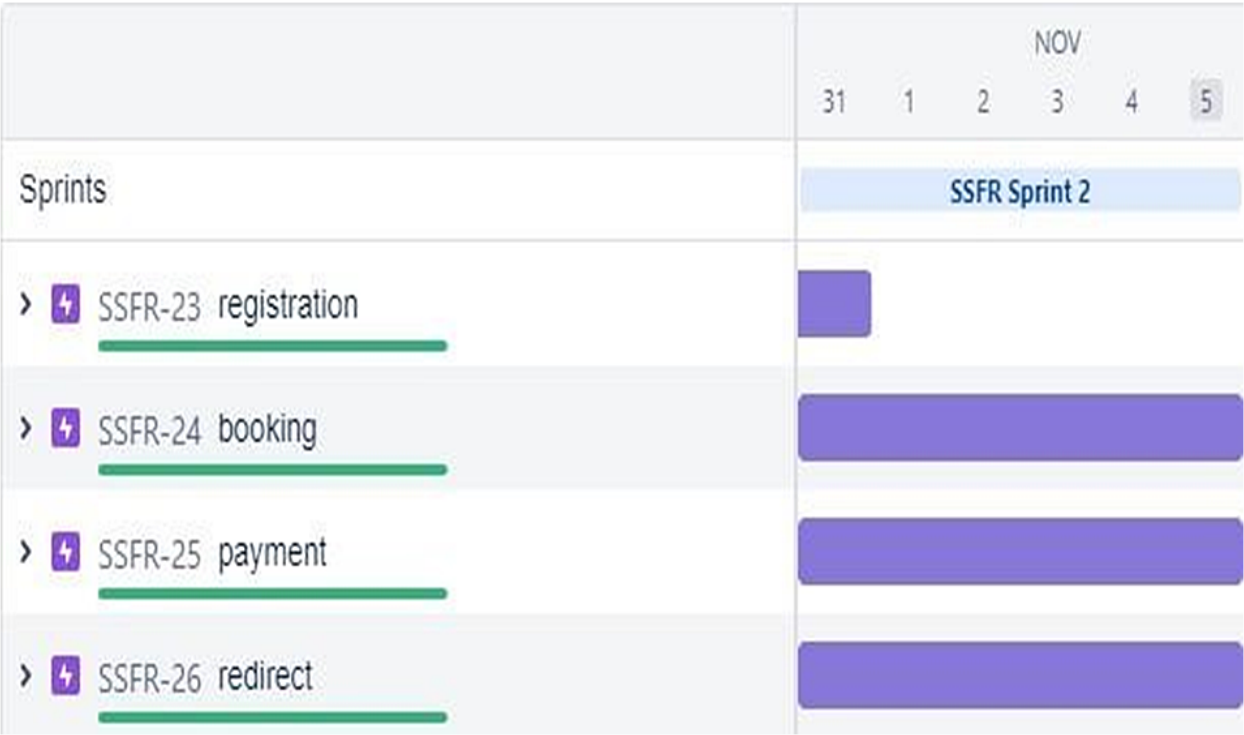 NOV
31 1 2 3 4 5
Sprints SSFR Sprint 2
SSFR-23 registration
SSFR-24 booking
SSFR-25 payment
SSFR-26 redirect